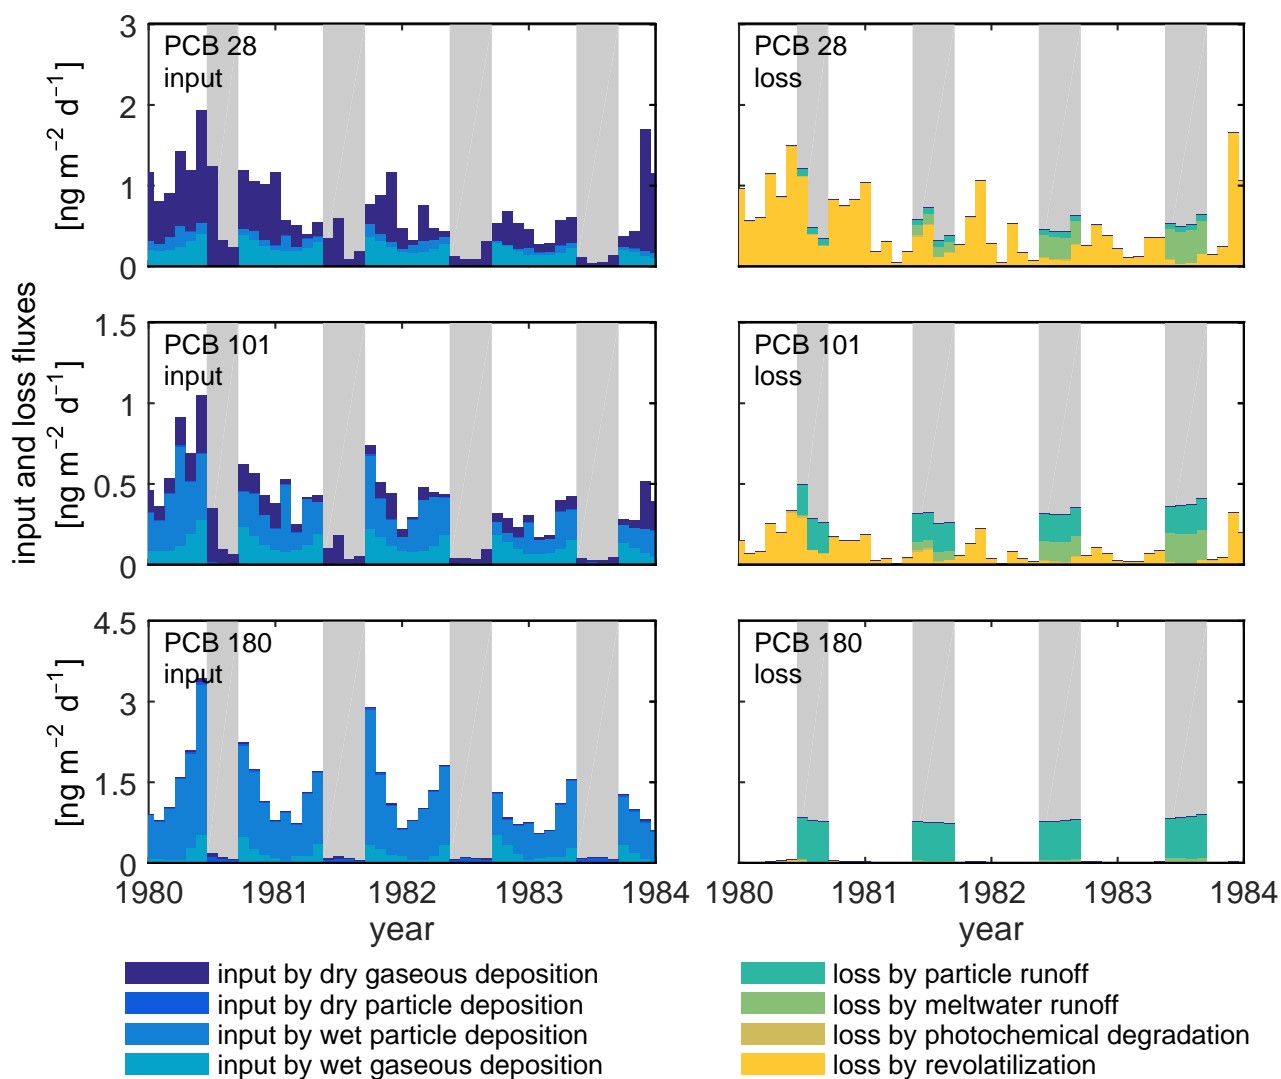 input and loss fluxes
[ng m⁻² d⁻¹]
3
2
1
0
PCB 28
input
PCB 28
loss
[ng m⁻² d⁻¹]
1.5
1
0.5
0
PCB 101
input
PCB 101
loss
[ng m⁻² d⁻¹]
4.5
3
1.5
0
PCB 180
input
PCB 180
loss
1980 1981 1982 1983 1984
year
1980 1981 1982 1983 1984
year
input by dry gaseous deposition
input by dry particle deposition
input by wet particle deposition
input by wet gaseous deposition
loss by particle runoff
loss by meltwater runoff
loss by photochemical degradation
loss by revolatilization